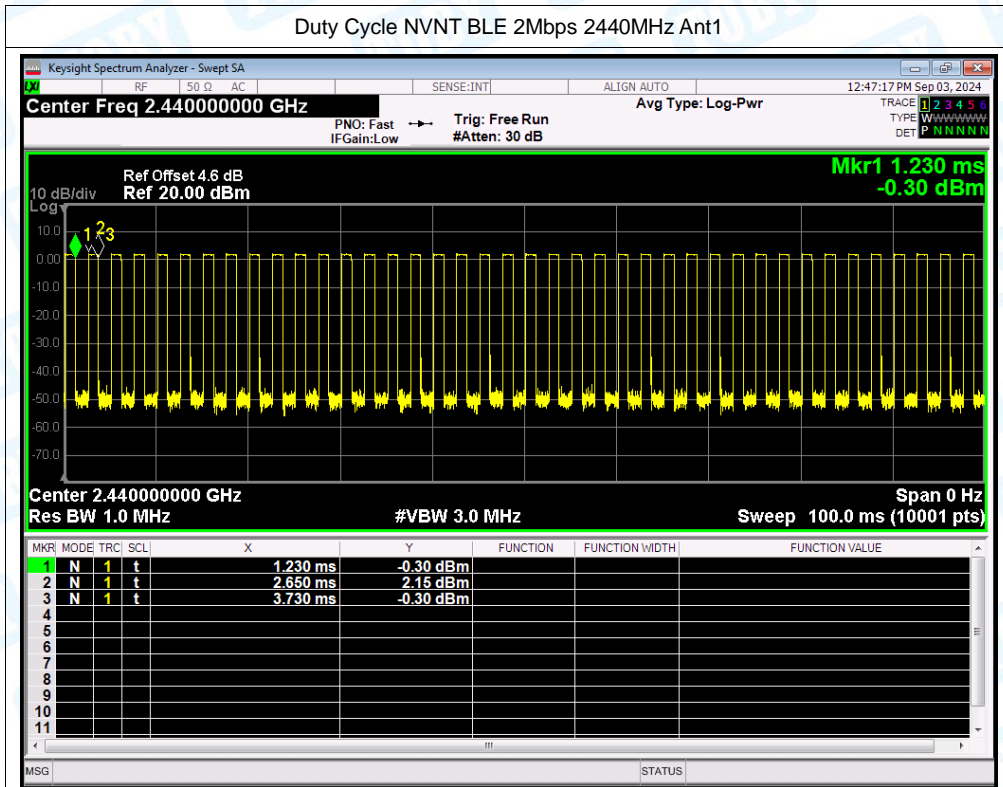 Duty Cycle NVNT BLE 2Mbps 2440MHz Ant1
Keysight Spectrum Analyzer - Swept SA
LXI RF 50 Ω AC SENSE:INT ALIGN AUTO 12:47:17 PM Sep 03, 2024
Center Freq 2.440000000 GHz Avg Type: Log-Pwr TRACE 1 2 3 4 5 6
PNO: Fast Trig: Free Run TYPE WWWWWW
IFGain:Low #Atten: 30 dB DET P N N N N N
Mkr1 1.230 ms
-0.30 dBm
Ref Offset 4.6 dB
10 dB/div Ref 20.00 dBm
Log
10.0
0.00
-10.0
-20.0
-30.0
-40.0
-50.0
-60.0
-70.0
1 2 3
Center 2.440000000 GHz Span 0 Hz
Res BW 1.0 MHz #VBW 3.0 MHz Sweep 100.0 ms (10001 pts)
MKR MODE TRC SCL X Y FUNCTION FUNCTION WIDTH FUNCTION VALUE
1 N 1 t 1.230 ms -0.30 dBm
2 N 1 t 2.650 ms 2.15 dBm
3 N 1 t 3.730 ms -0.30 dBm
4
5
6
7
8
9
10
11
MSG STATUS